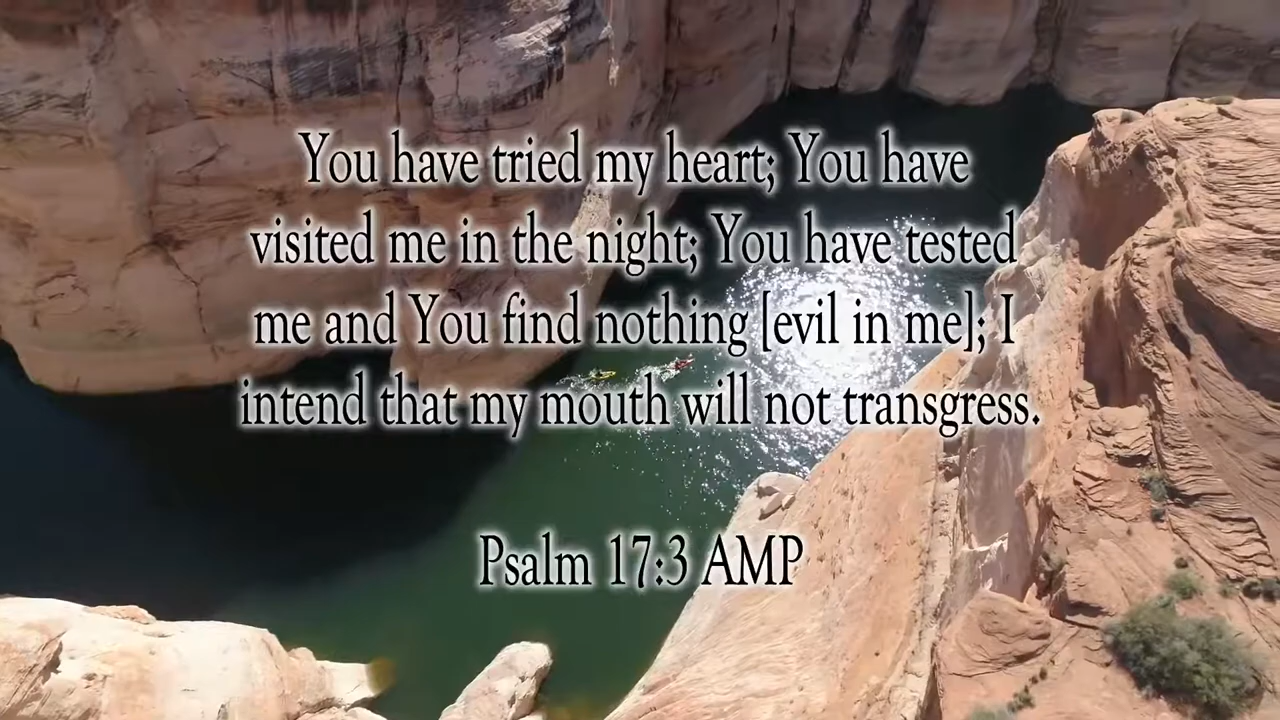 You have tried my heart; You have
visited me in the night; You have tested
me and You find nothing [evil in me]; I
intend that my mouth will not transgress.
Psalm 17:3 AMP